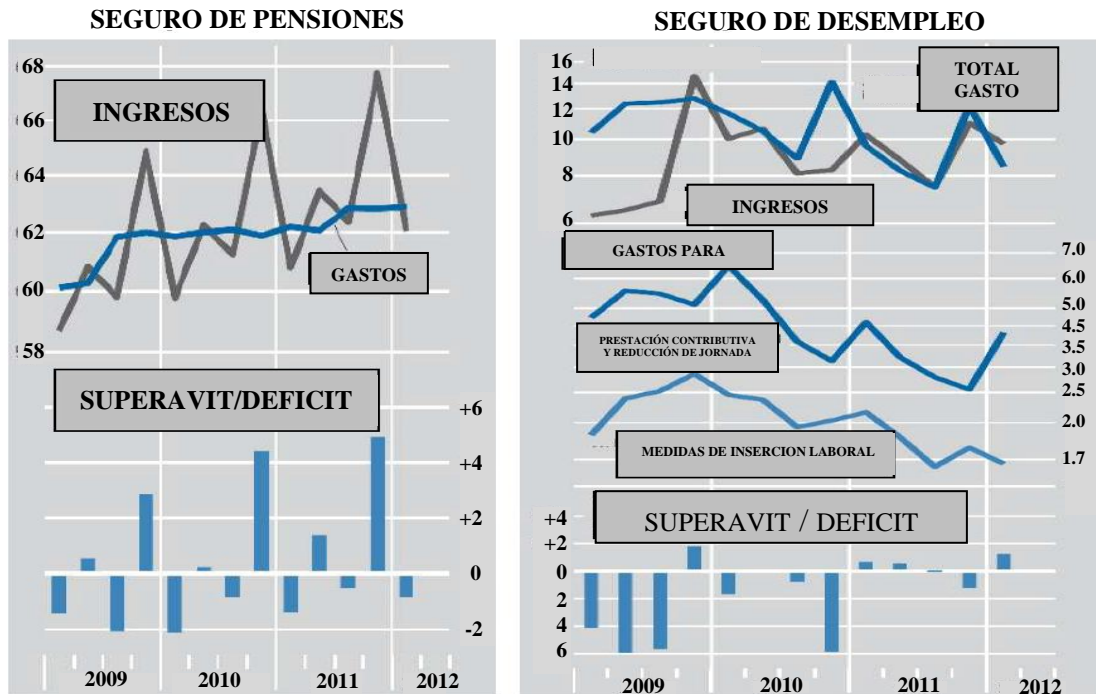 SEGURO DE PENSIONES
68
66
64
62
60
58
INGRESOS
GASTOS
SUPERAVIT/DEFICIT
+6
+4
+2
0
-2
2009 2010 2011 2012
SEGURO DE DESEMPLEO
16
14
12
10
8
6
TOTAL
GASTO
INGRESOS
GASTOS PARA
7.0
6.0
5.0
4.5
3.5
3.0
2.5
2.0
1.7
PRESTACIÓN CONTRIBUTIVA
Y REDUCCIÓN DE JORNADA
MEDIDAS DE INSERCION LABORAL
SUPERAVIT / DEFICIT
+4
+2
0
2
4
6
2009 2010 2011 2012